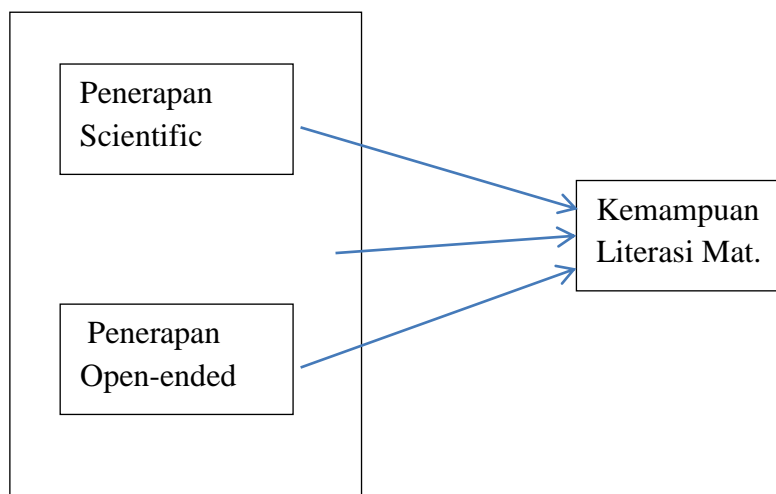 Penerapan
Scientific
Kemampuan
Literasi Mat.
Penerapan
Open-ended